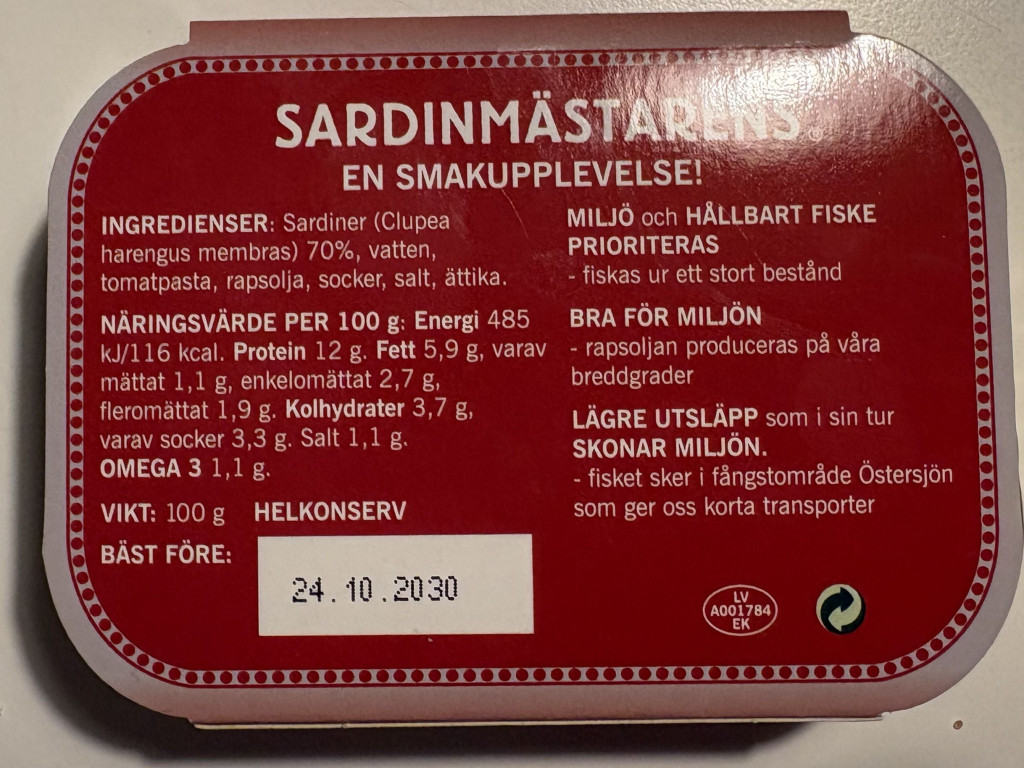 SARDINMÄSTARENS®
EN SMAKUPPLEVELSE!
INGREDIENSER: Sardiner (Clupea
harengus membras) 70%, vatten,
tomatpasta, rapsolja, socker, salt, ättika.
NÄRINGSVÄRDE PER 100 g: Energi 485
kJ/116 kcal. Protein 12 g. Fett 5,9 g, varav
mättat 1,1 g, enkelomättat 2,7 g,
fleromättat 1,9 g. Kolhydrater 3,7 g,
varav socker 3,3 g. Salt 1,1 g.
OMEGA 3 1,1 g.
VIKT: 100 g HELKONSERV
BÄST FÖRE:
24.10.2030
MILJÖ och HÅLLBART FISKE
PRIORITERAS
- fiskas ur ett stort bestånd
BRA FÖR MILJÖN
- rapsoljan produceras på våra
breddgrader
LÄGRE UTSLÄPP som i sin tur
SKONAR MILJÖN.
- fisket sker i fångstområde Östersjön
som ger oss korta transporter
LV
A001784
EK